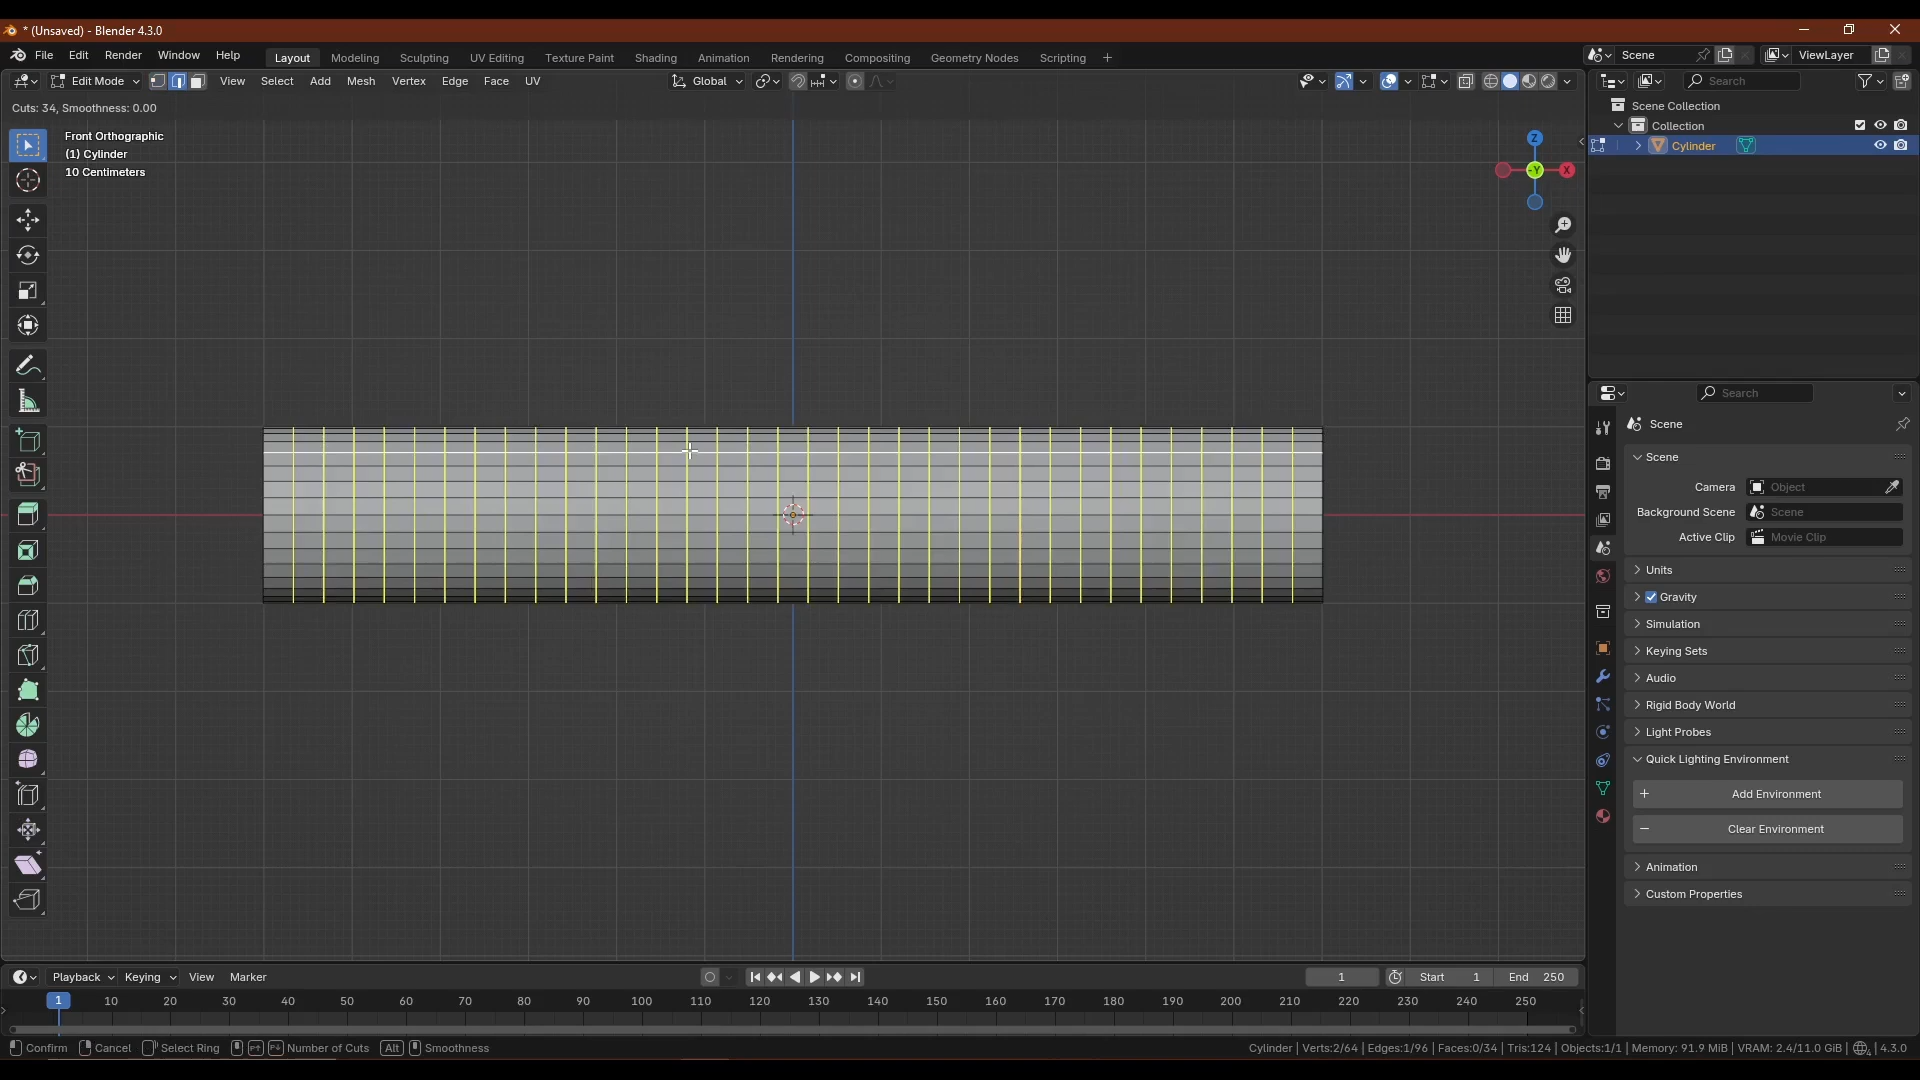 * (Unsaved) - Blender 4.3.0
File Edit Render Window Help Layout Modeling Sculpting UV Editing Texture Paint Shading Animation Rendering Compositing Geometry Nodes Scripting + Scene ViewLayer
Edit Mode View Select Add Mesh Vertex Edge Face UV Global Search
Cuts: 34, Smoothness: 0.00
Scene Collection
Collection
Cylinder
Front Orthographic
(1) Cylinder
10 Centimeters
Z
Y X
Search
Scene
Scene
Camera Object
Background Scene Scene
Active Clip Movie Clip
Units
Gravity
Simulation
Keying Sets
Audio
Rigid Body World
Light Probes
Quick Lighting Environment
+ Add Environment
− Clear Environment
Animation
Custom Properties
Playback Keying View Marker 1 Start 1 End 250
1 10 20 30 40 50 60 70 80 90 100 110 120 130 140 150 160 170 180 190 200 210 220 230 240 250
Confirm Cancel Select Ring Number of Cuts Alt Smoothness Cylinder | Verts:2/64 | Edges:1/96 | Faces:0/34 | Tris:124 | Objects:1/1 | Memory: 91.9 MiB | VRAM: 2.4/11.0 GiB | 4 | 4.3.0